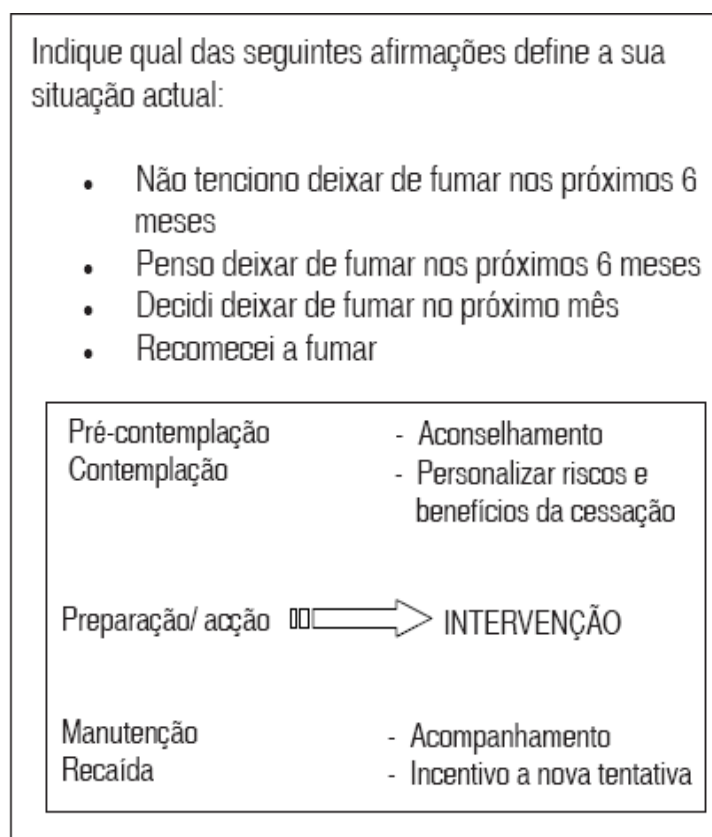 Indique qual das seguintes afirmações define a sua
situação actual:
• Não tenciono deixar de fumar nos próximos 6
meses
• Penso deixar de fumar nos próximos 6 meses
• Decidi deixar de fumar no próximo mês
• Recomecei a fumar
Pré-contemplação - Aconselhamento
Contemplação - Personalizar riscos e
benefícios da cessação
Preparação/ acção INTERVENÇÃO
Manutenção - Acompanhamento
Recaída - Incentivo a nova tentativa